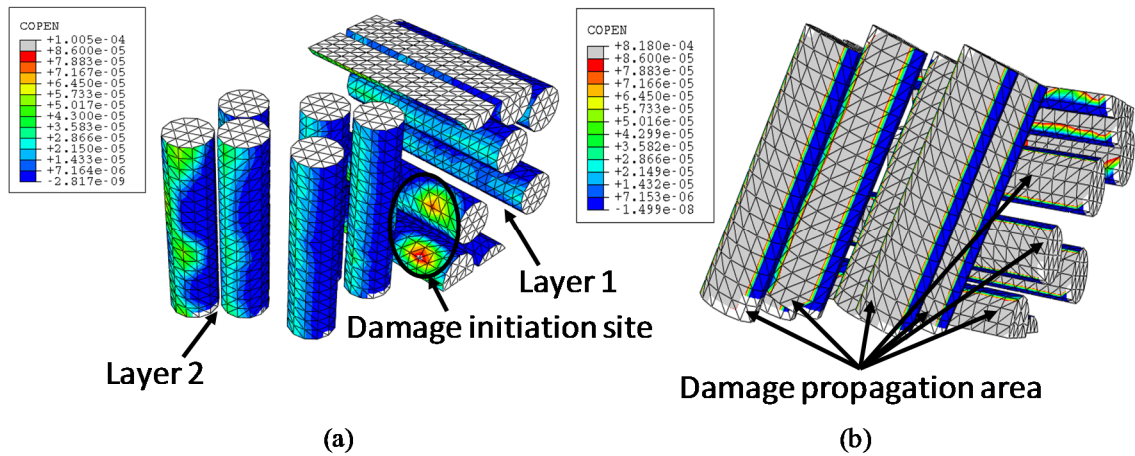 COPEN
+1.005e-04
+8.600e-05
+7.883e-05
+7.167e-05
+6.450e-05
+5.733e-05
+5.017e-05
+4.300e-05
+3.583e-05
+2.866e-05
+2.150e-05
+1.433e-05
+7.164e-06
-2.817e-09
Layer 1
Damage initiation site
Layer 2
(a)
COPEN
+8.180e-04
+8.600e-05
+7.883e-05
+7.166e-05
+6.450e-05
+5.733e-05
+5.016e-05
+4.299e-05
+3.582e-05
+2.866e-05
+2.149e-05
+1.432e-05
+7.153e-06
-1.499e-08
Damage propagation area
(b)